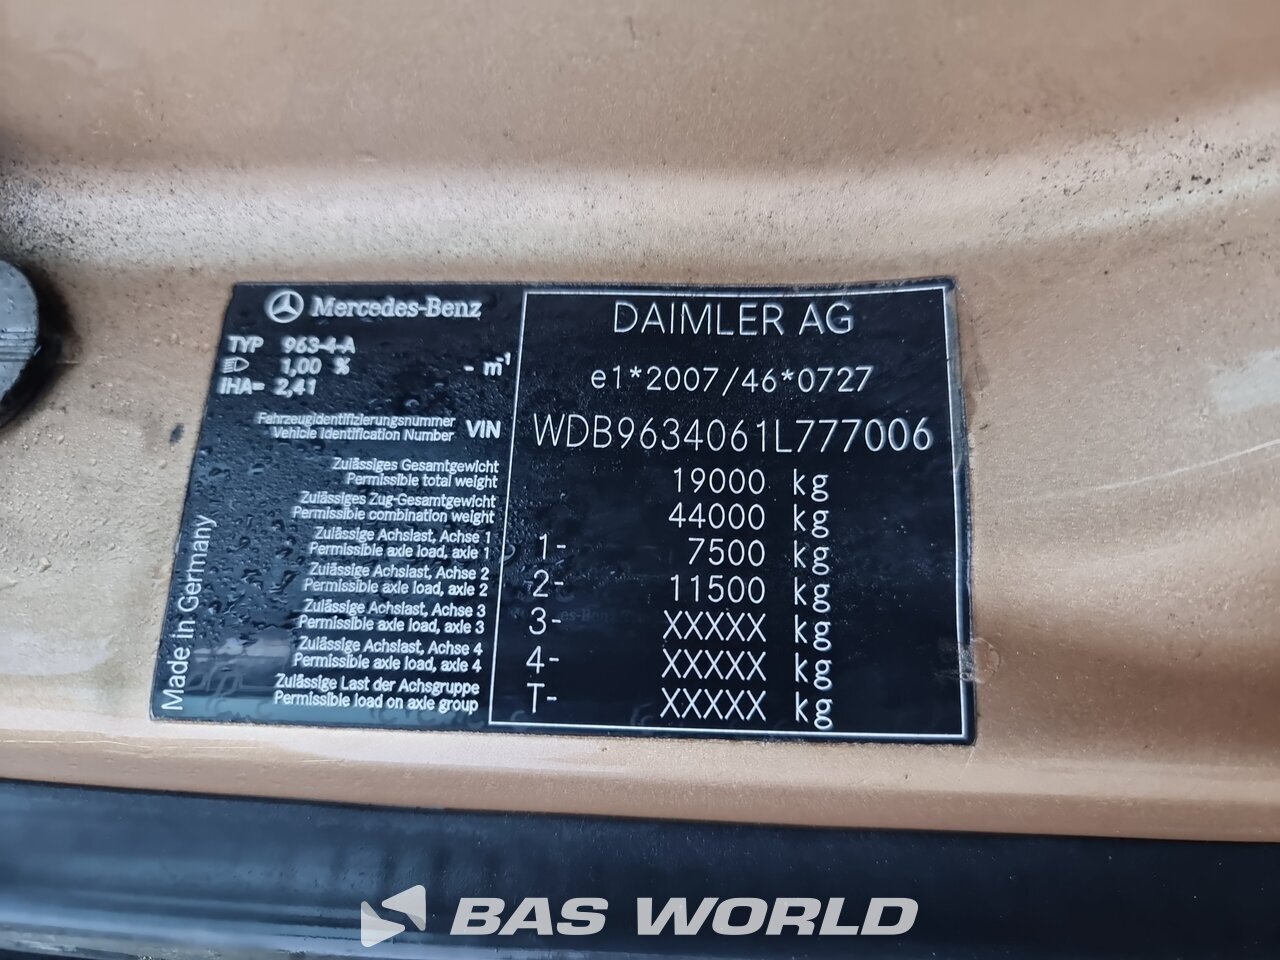 Mercedes-Benz
TYP 963-4-A
1,00 % - m-1
IHA= 2,41
Fahrzeugidentifizierungsnummer
Vehicle Identification Number VIN
Zulässiges Gesamtgewicht
Permissible total weight
Zulässiges Zug-Gesamtgewicht
Permissible combination weight
Zulässige Achslast, Achse 1
Permissible axle load, axle 1
Zulässige Achslast, Achse 2
Permissible axle load, axle 2
Zulässige Achslast, Achse 3
Permissible axle load, axle 3
Zulässige Achslast, Achse 4
Permissible axle load, axle 4
Zulässige Last der Achsgruppe
Permissible load on axle group
Made in Germany
DAIMLER AG
e1*2007/46*0727
WDB9634061L777006
19000 kg
44000 kg
1- 7500 kg
2- 11500 kg
3- XXXXX kg
4- XXXXX kg
T- XXXXX kg
BAS WORLD